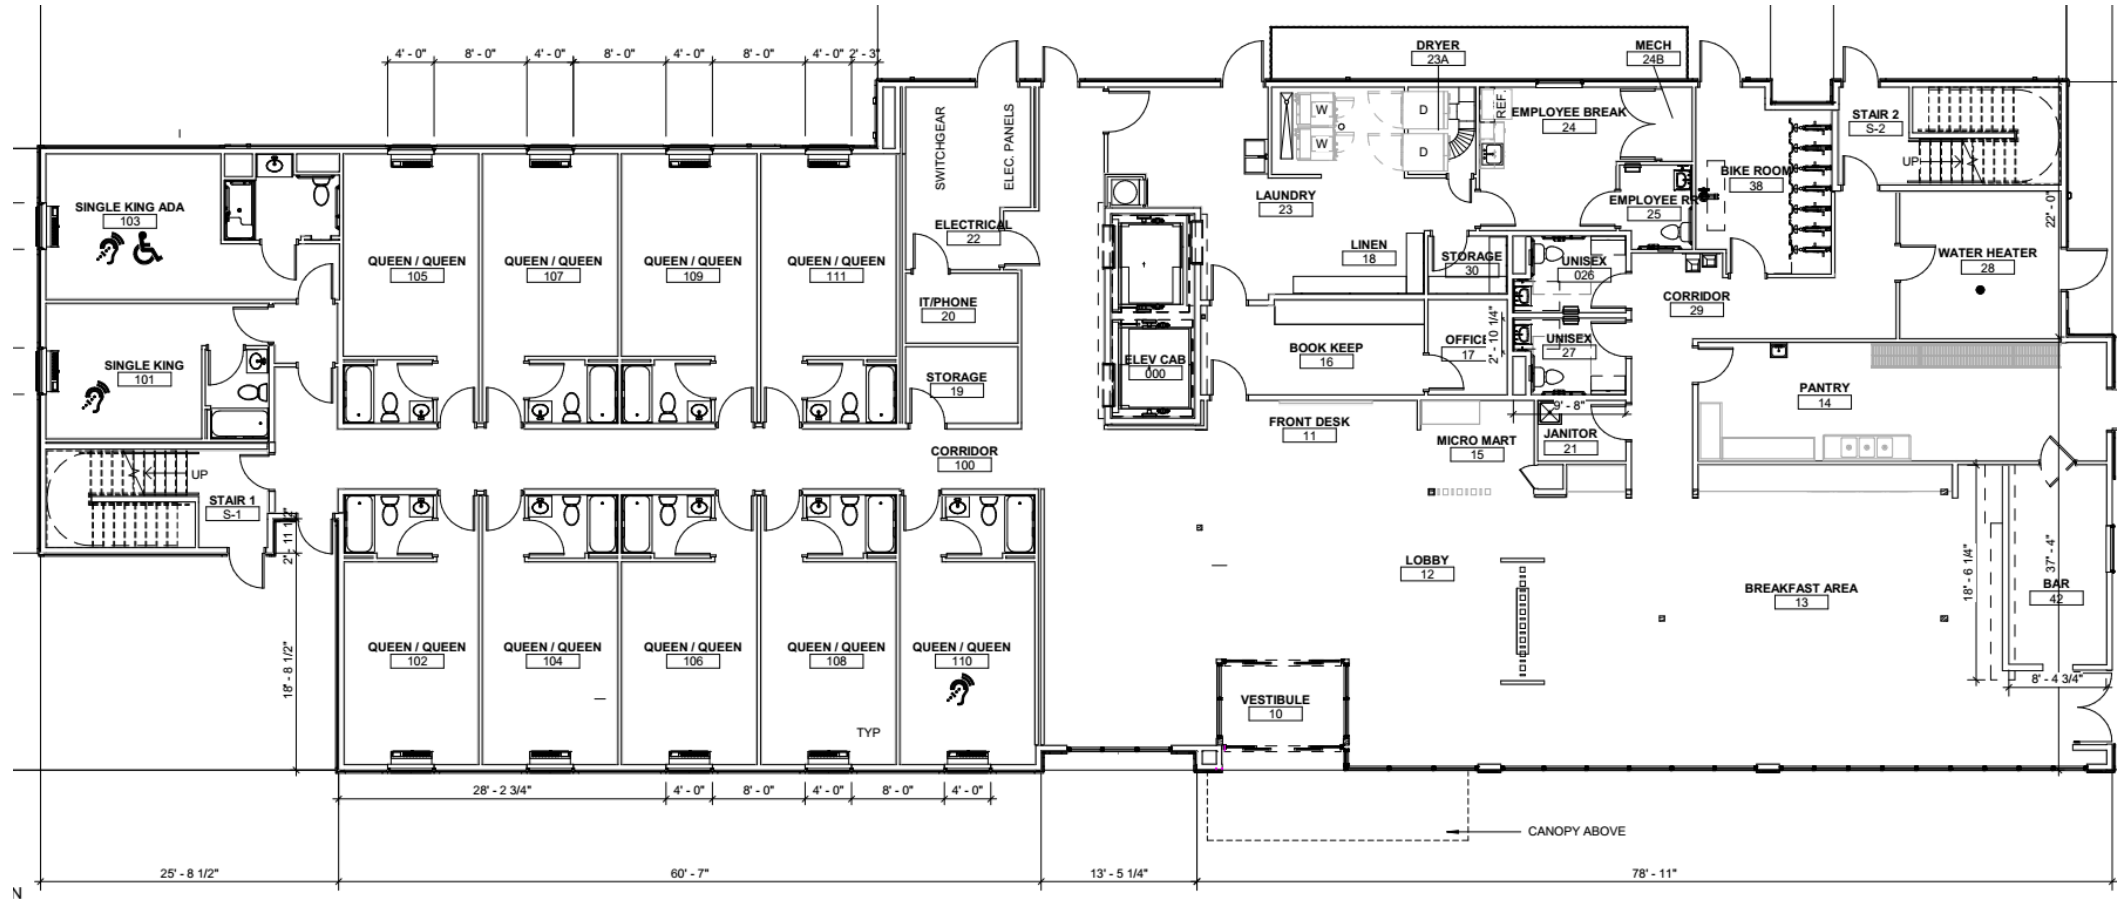 DRYER
23A
MECH
24B
4' - 0"
8' - 0"
4' - 0"
8' - 0"
4' - 0"
8' - 0"
4' - 0"
2' - 3"
SWITCHGEAR
ELEC. PANELS
W
W
D
D
REF.
EMPLOYEE BREAK
24
STAIR 2
S-2
UP
BIKE ROOM
38
SINGLE KING ADA
103
LAUNDRY
23
EMPLOYEE RR
25
22' - 0"
ELECTRICAL
22
QUEEN / QUEEN
105
QUEEN / QUEEN
107
QUEEN / QUEEN
109
QUEEN / QUEEN
111
LINEN
18
STORAGE
30
UNISEX
026
WATER HEATER
28
IT/PHONE
20
CORRIDOR
29
2' - 10 1/4"
SINGLE KING
101
ELEV CAB
000
BOOK KEEP
16
OFFICE
17
UNISEX
27
STORAGE
19
PANTRY
14
9' - 8"
FRONT DESK
11
MICRO MART
15
JANITOR
21
CORRIDOR
100
UP
STAIR 1
S-1
2' - 11 1/2"
LOBBY
12
BREAKFAST AREA
13
18' - 6 1/4"
37' - 4"
BAR
42
18' - 8 1/2"
QUEEN / QUEEN
102
QUEEN / QUEEN
104
QUEEN / QUEEN
106
QUEEN / QUEEN
108
QUEEN / QUEEN
110
8' - 4 3/4"
VESTIBULE
10
TYP
28' - 2 3/4"
4' - 0"
8' - 0"
4' - 0"
8' - 0"
4' - 0"
CANOPY ABOVE
25' - 8 1/2"
60' - 7"
13' - 5 1/4"
78' - 11"
N